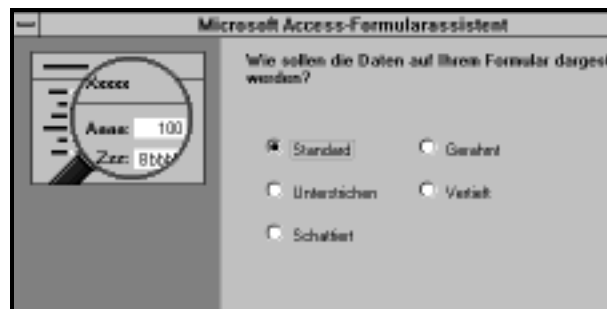 Microsoft Access-Formularassistent
Wie sollen die Daten auf Ihrem Formular dargest
werden?
Xxxxx
Aaaa: 100
Zzz: Bbbb
Standard Gerahmt
Unterstrichen Vertieft
Schattiert